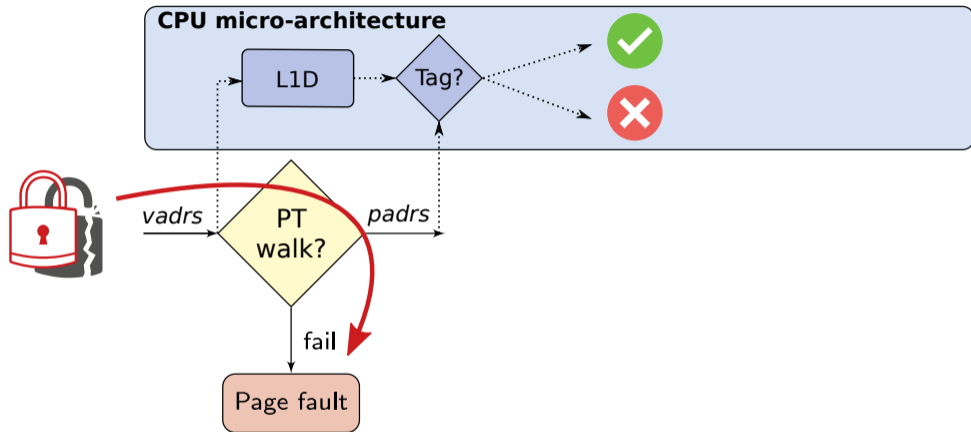 CPU micro-architecture
L1D
Tag?
vadrs
PT
walk?
padrs
fail
Page fault